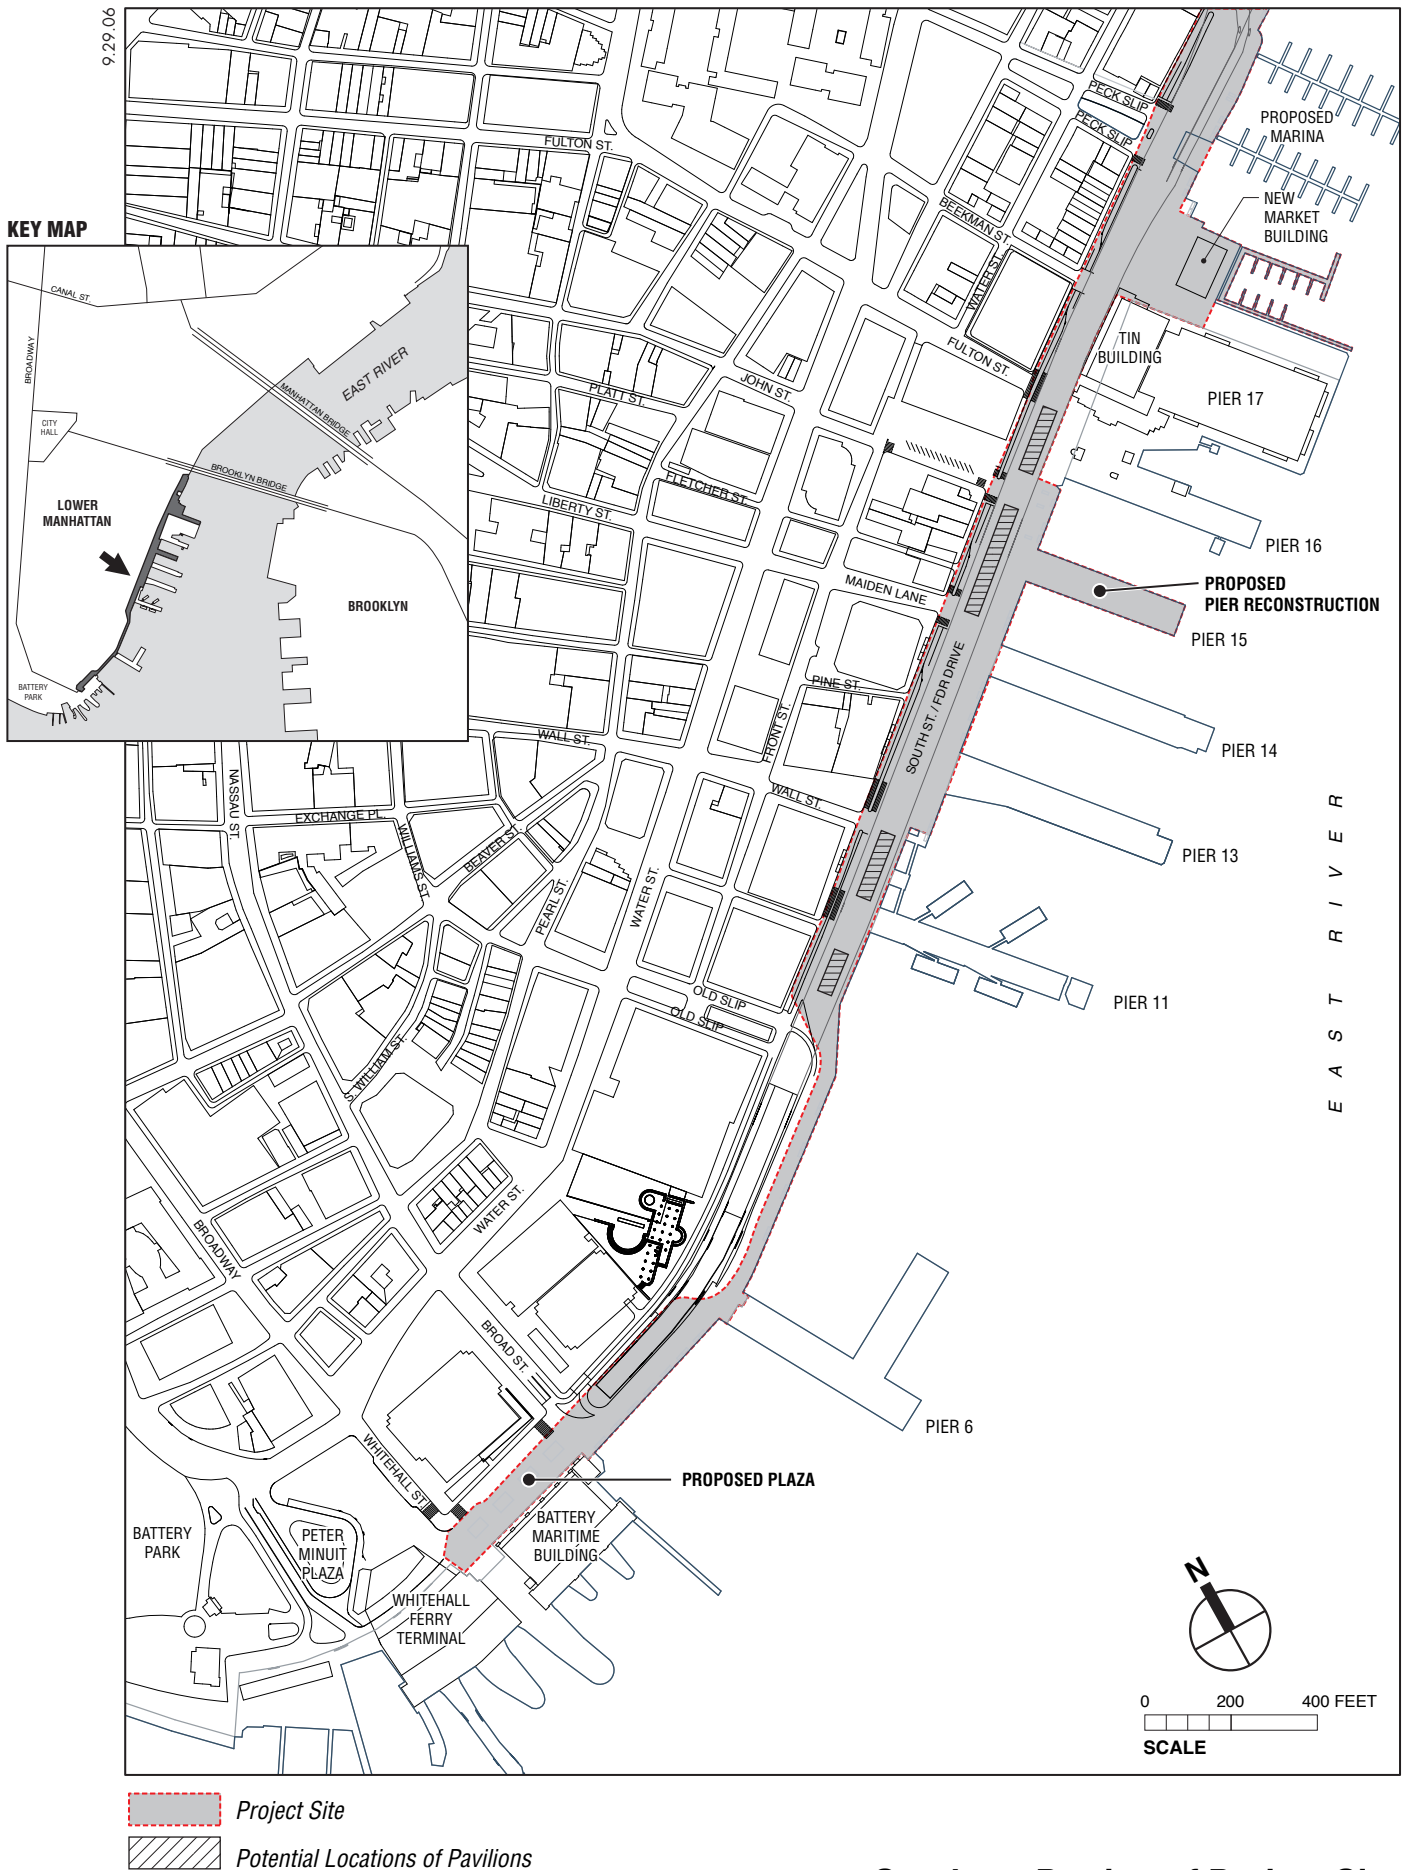 9.29.06
PECK SLIP
PECK SLIP
PROPOSED
MARINA
FULTON ST.
NEW
MARKET
BUILDING
BEEKMAN ST.
WATER ST.
KEY MAP
CANAL ST.
BROADWAY
EAST RIVER
MANHATTAN BRIDGE
CITY
HALL
BROOKLYN BRIDGE
LOWER
MANHATTAN
BROOKLYN
BATTERY
PARK
TIN
BUILDING
FULTON ST.
PIER 17
JOHN ST.
PLATT ST.
FLETCHER ST.
LIBERTY ST.
PIER 16
MAIDEN LANE
PROPOSED
PIER RECONSTRUCTION
PIER 15
SOUTH ST. / FDR DRIVE
PINE ST.
FRONT ST.
WALL ST.
PIER 14
NASSAU ST.
WALL ST.
EXCHANGE PL.
WILLIAMS ST.
BEAVER ST.
PIER 13
PEARL ST.
WATER ST.
EAST RIVER
OLD SLIP
OLD SLIP
PIER 11
S. WILLIAM ST.
WATER ST.
BROADWAY
BROAD ST.
PIER 6
WHITEHALL ST.
PROPOSED PLAZA
BATTERY
PARK
PETER
MINUIT
PLAZA
BATTERY
MARITIME
BUILDING
WHITEHALL
FERRY
TERMINAL
N
0 200 400 FEET
SCALE
Project Site
Potential Locations of Pavilions